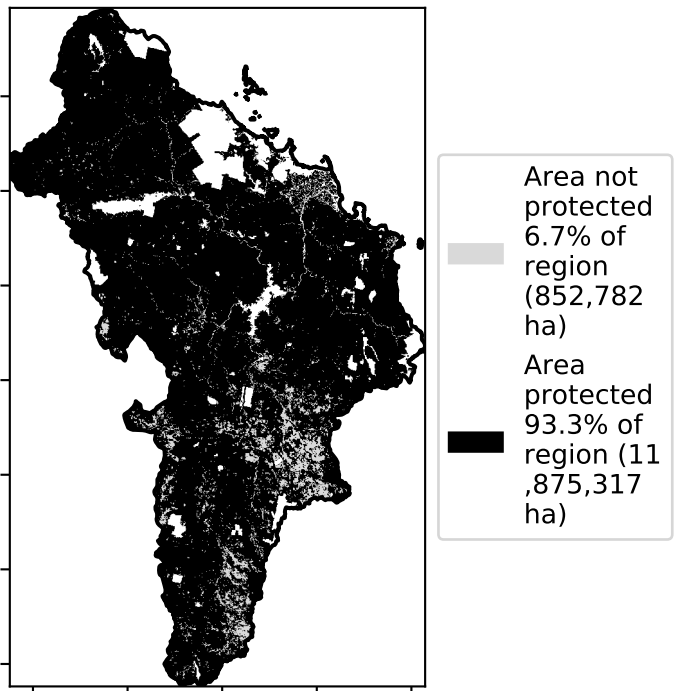 Area not
protected
6.7% of
region
(852,782
ha)
Area
protected
93.3% of
region (11
,875,317
ha)